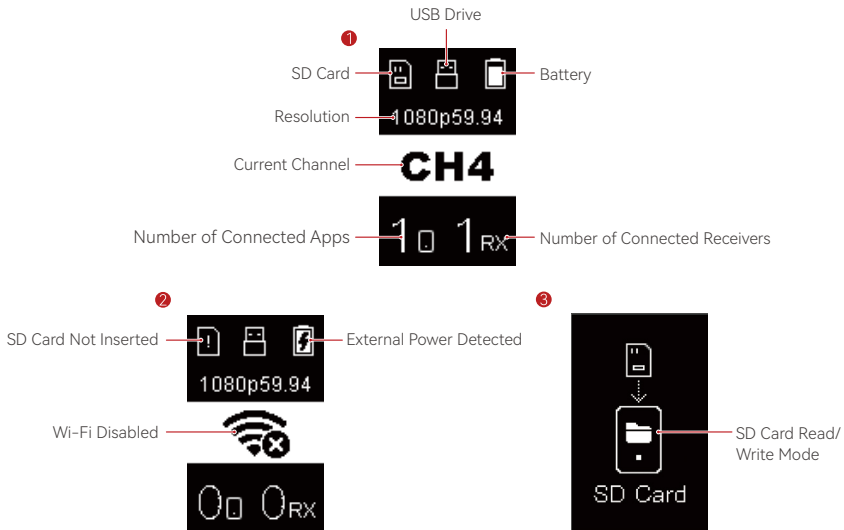 USB Drive
1
SD Card
Battery
Resolution
1080p59.94
Current Channel
CH4
Number of Connected Apps
1 1RX
Number of Connected Receivers
2
SD Card Not Inserted
External Power Detected
1080p59.94
Wi-Fi Disabled
0 0RX
3
SD Card Read/
Write Mode
SD Card